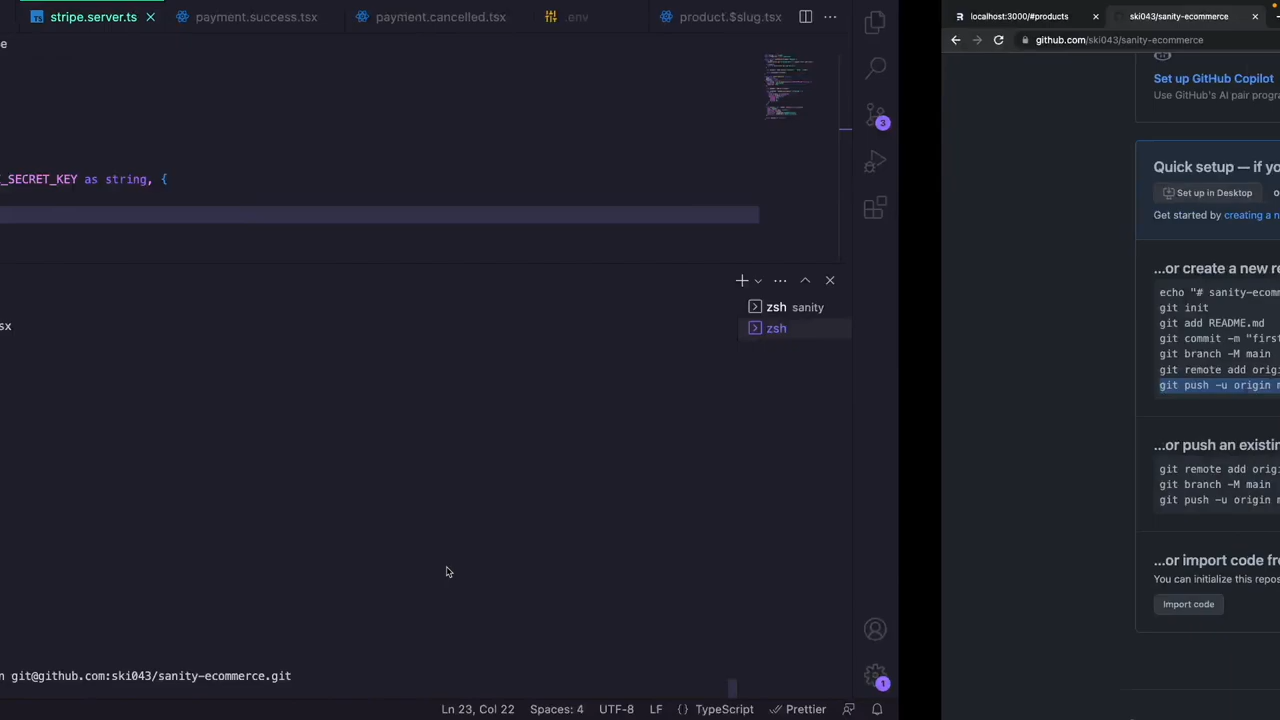 stripe.server.ts
payment.success.tsx
payment.cancelled.tsx
.env
product.$slug.tsx
e
_SECRET_KEY as string, {
zsh sanity
zsh
sx
n git@github.com:ski043/sanity-ecommerce.git
Ln 23, Col 22
Spaces: 4
UTF-8
LF
{} TypeScript
Prettier
3
1
localhost:3000/#products
ski043/sanity-ecommerce
github.com/ski043/sanity-ecommerce
Set up GitHub Copilot
Use GitHub's AI pair progra
Quick setup — if yo
Set up in Desktop o
Get started by creating a n
...or create a new re
echo "# sanity-ecomm
git init
git add README.md
git commit -m "first
git branch -M main
git remote add origi
git push -u origin m
...or push an existin
git remote add origi
git branch -M main
git push -u origin m
...or import code fro
You can initialize this repos
Import code